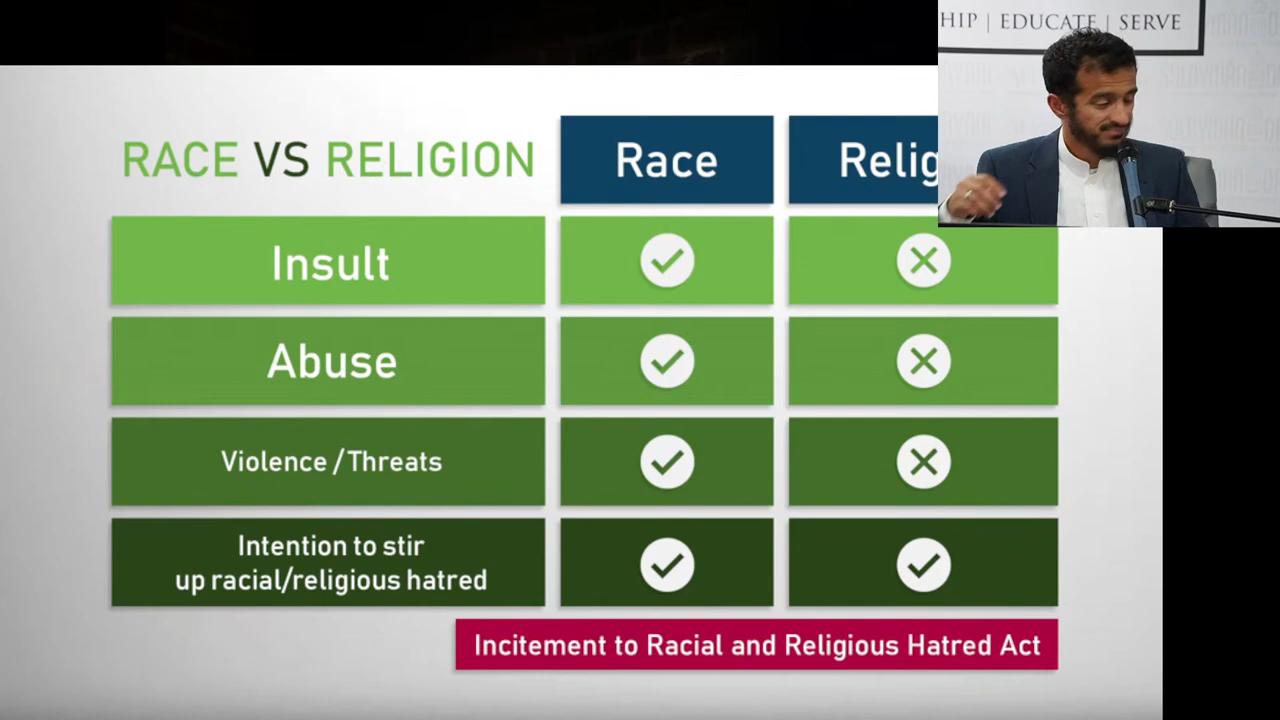 HIP | EDUCATE | SERVE
RACE VS RELIGION
Race
Relig
Insult
Abuse
Violence / Threats
Intention to stir
up racial/religious hatred
Incitement to Racial and Religious Hatred Act